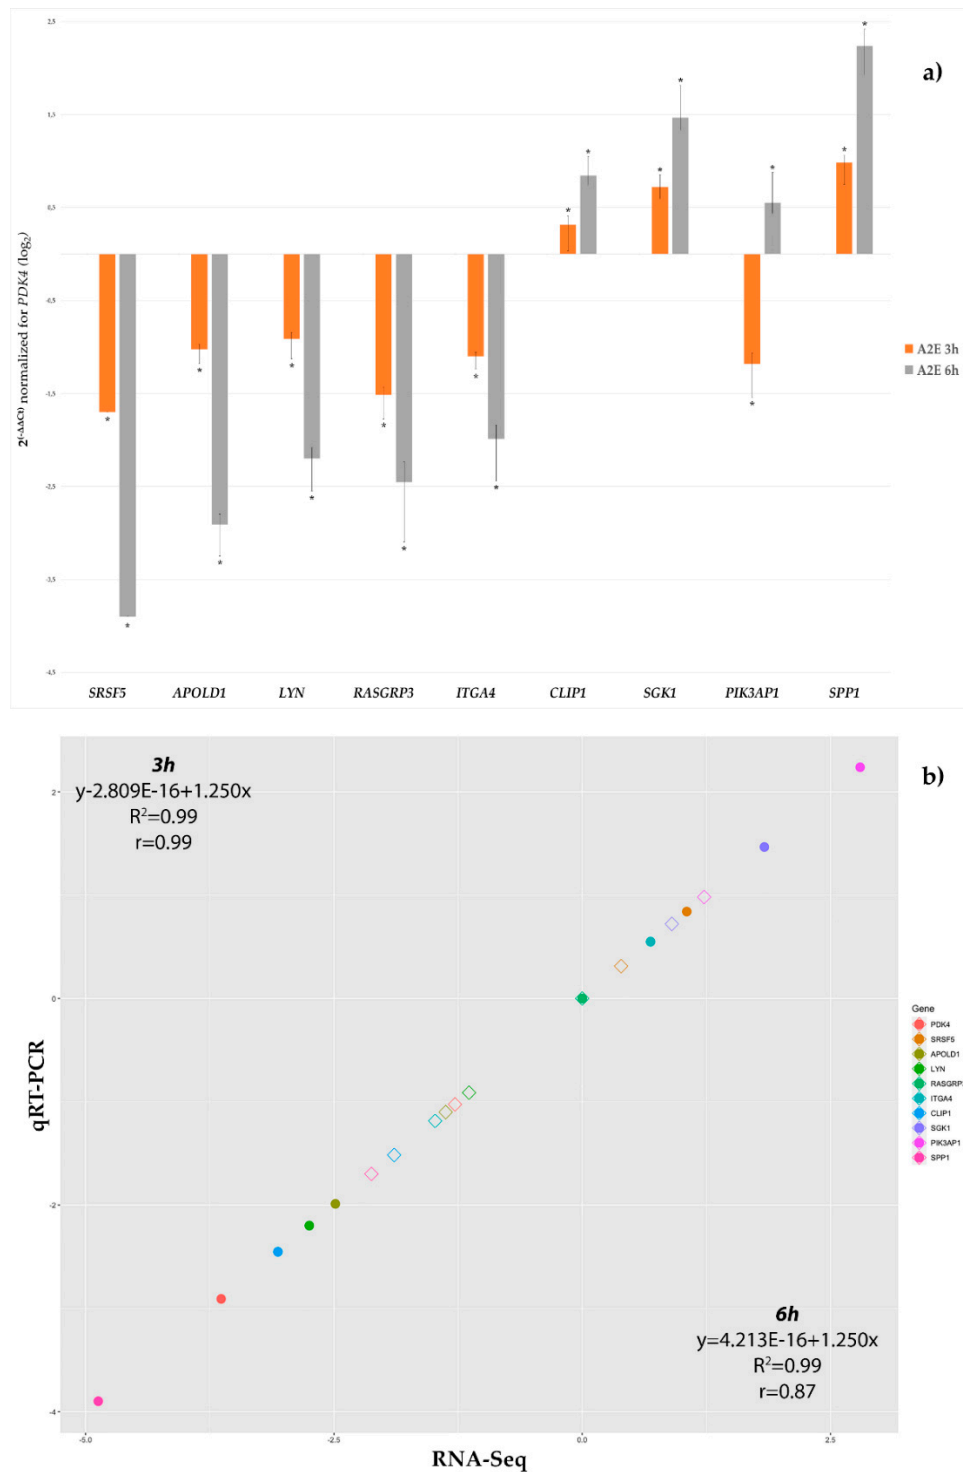 a)
2,5
1,5
0,5
-0,5
-1,5
-2,5
-3,5
-4,5
2^(-ΔΔCt) normalized for PDK4 (log₂)
* * * * * * * * * * * * * * * * * *
A2E 3h
A2E 6h
SRSF5 APOLD1 LYN RASGRP3 ITGA4 CLIP1 SGK1 PIK3AP1 SPP1
b)
3h
y-2.809E-16+1.250x
R²=0.99
r=0.99
2
0
-2
-4
qRT-PCR
Gene
PDK4
SRSF5
APOLD1
LYN
RASGRP
ITGA4
CLIP1
SGK1
PIK3AP1
SPP1
6h
y=4.213E-16+1.250x
R²=0.99
r=0.87
-5.0 -2.5 0.0 2.5
RNA-Seq